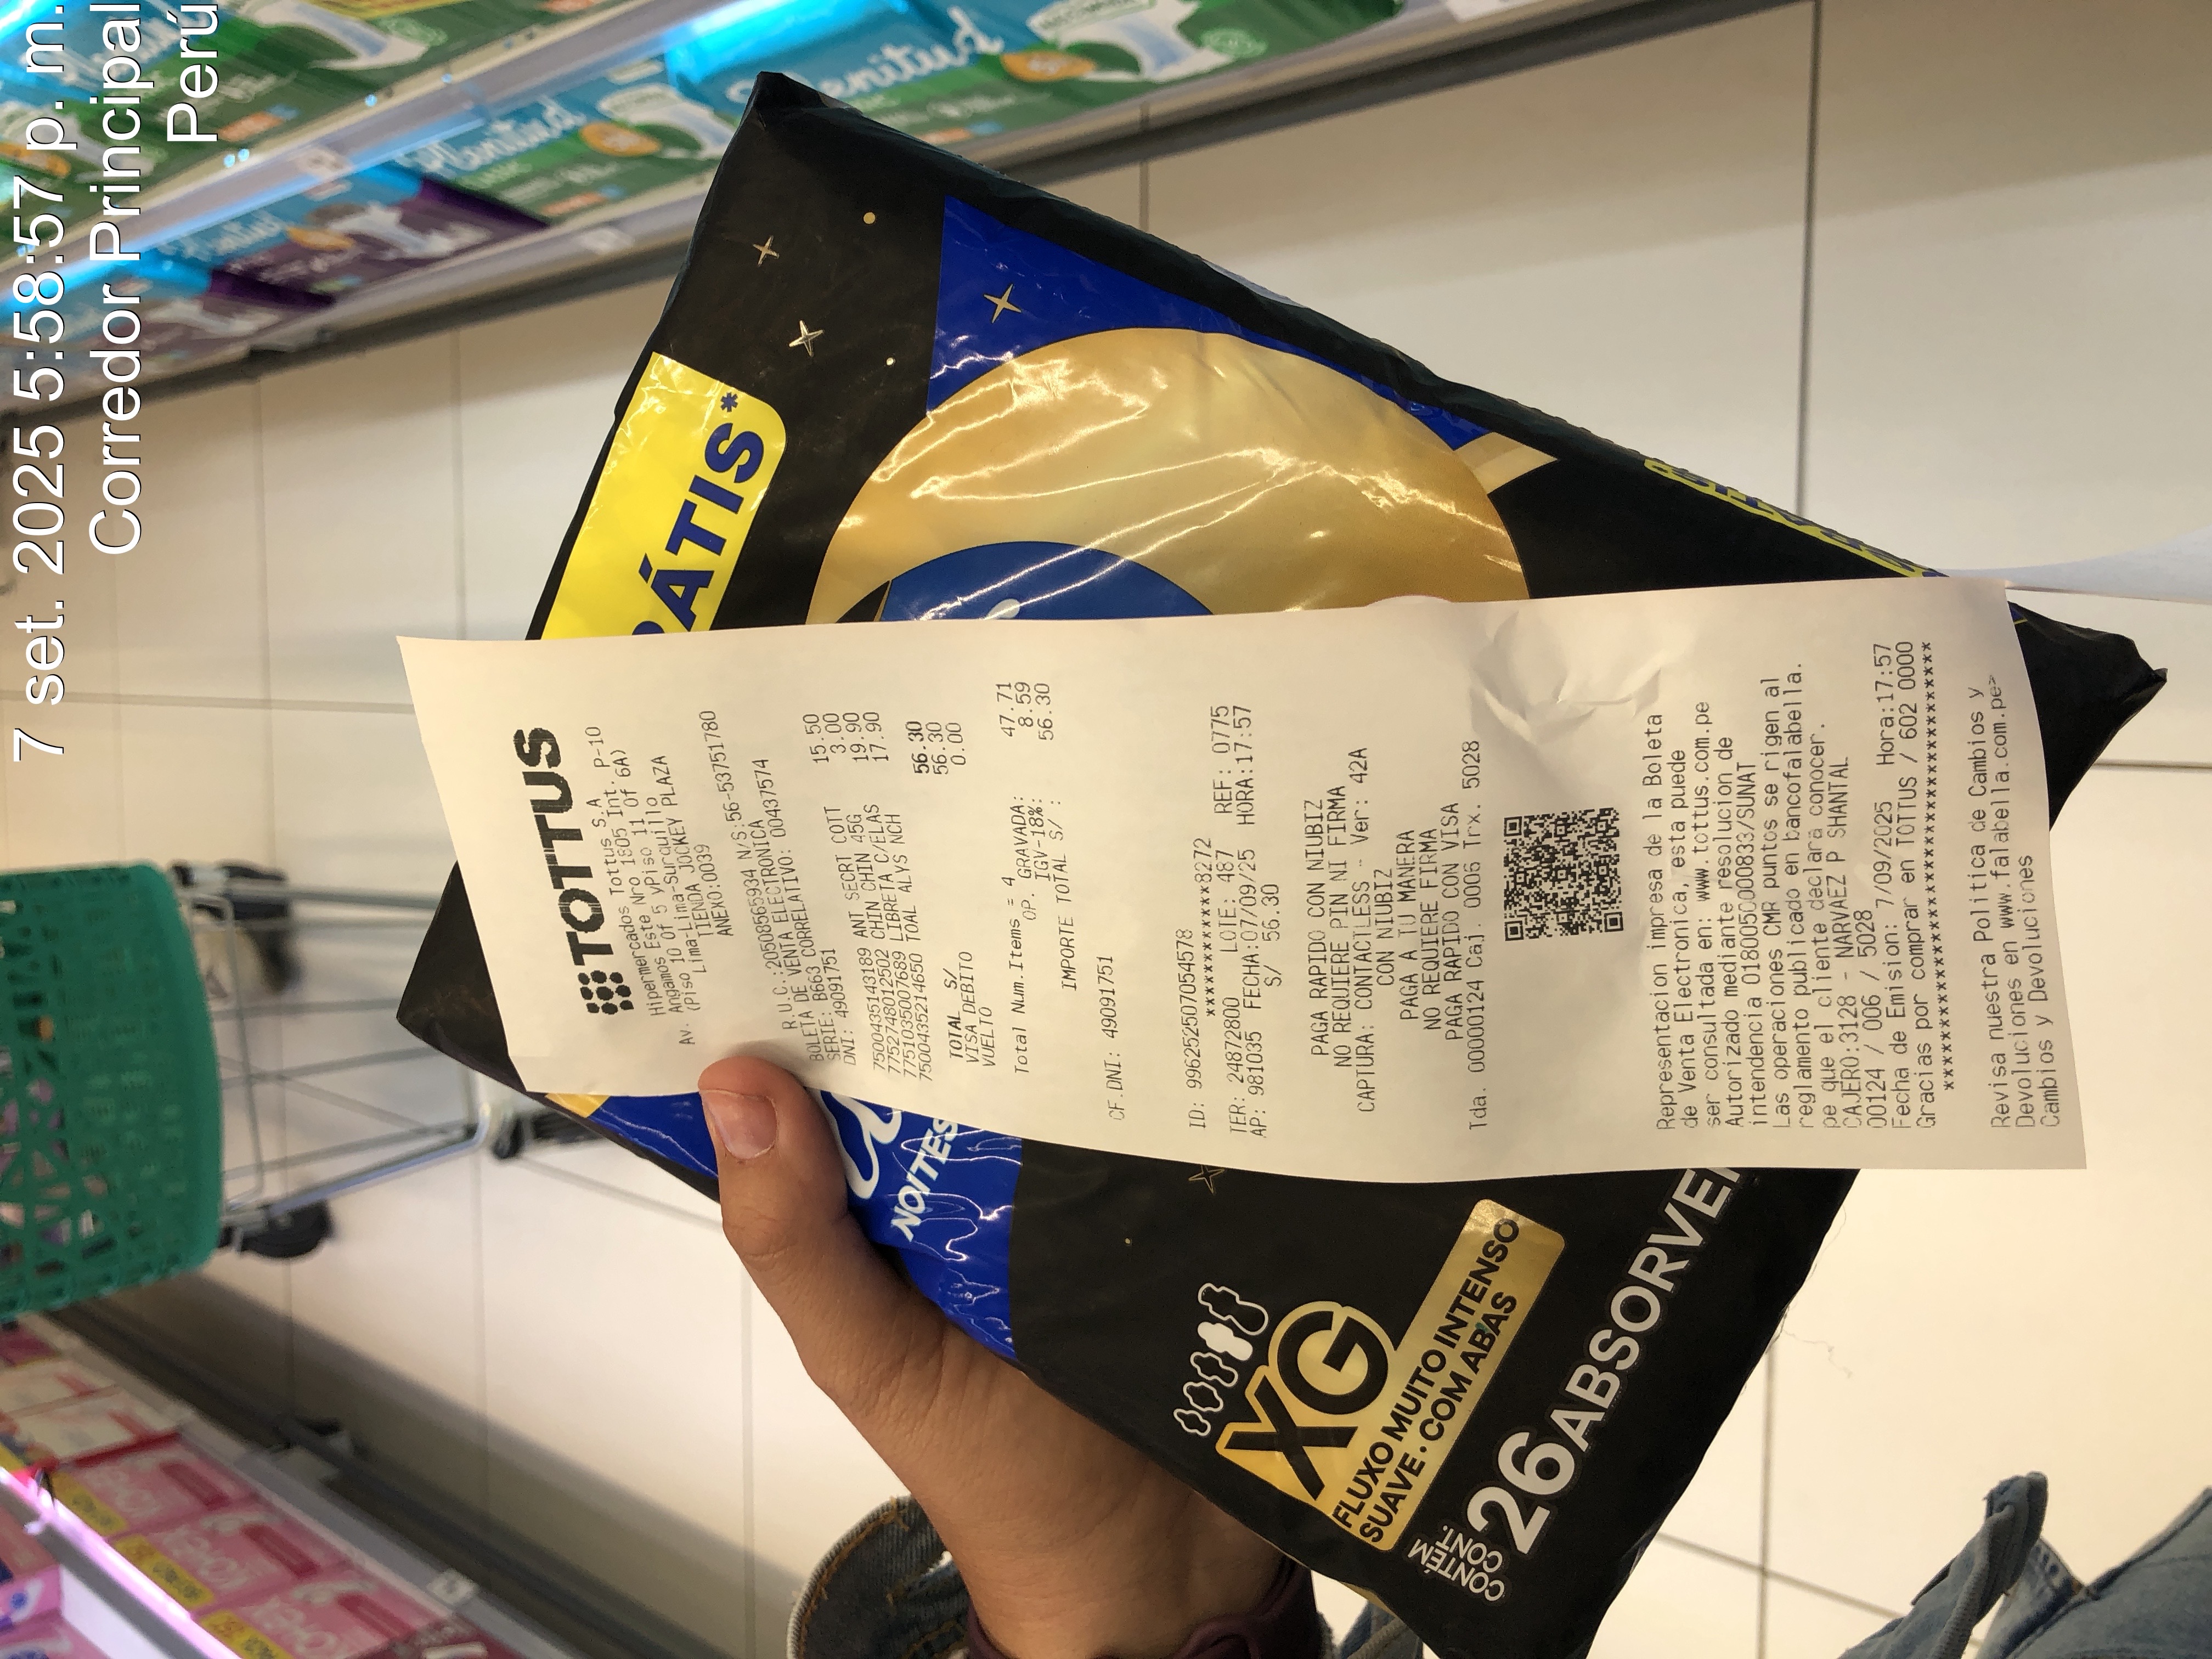 7 set. 2025 5:58:57 p. m.
Corredor Principal
Perú
KOTEX
KOTEX
KOTEX
Plenitud
Plenitud
TOTTUS
Hipermercados Tottus S.A
Av. Angamos Este Nro 1805 Int. P-10
(Piso 10 Of 5 yPiso 11 Of 6A)
Lima-Lima-Surquillo
TIENDA JOCKEY PLAZA
ANEXO:0039
R.U.C.:20508565934 N/S:56-53751780
BOLETA DE VENTA ELECTRONICA
SERIE: B663 CORRELATIVO: 00437574
DNI: 49091751
7500435143189 ANT SECRT COTT 15.50
7752748012502 CHIN CHIN 45G 3.00
7751035007689 LIBRETA C/ELAS 19.90
7500435214650 TOAL ALYS NCH 17.90
TOTAL S/ 56.30
VISA DEBITO 56.30
VUELTO 0.00
Total Num.Items = 4
OP. GRAVADA: 47.71
IGV-18%: 8.59
IMPORTE TOTAL S/ : 56.30
CF.DNI: 49091751
ID: 996252507054578
************8272
TER: 24872800 LOTE: 487 REF: 0775
AP: 981035 FECHA:07/09/25 HORA:17:57
S/ 56.30
PAGA RAPIDO CON NIUBIZ
NO REQUIERE PIN NI FIRMA
CAPTURA: CONTACTLESS - Ver: 42A
CON NIUBIZ
PAGA A TU MANERA
NO REQUIERE FIRMA
PAGA RAPIDO CON VISA
Tda. 00000124 Caj. 0006 Trx. 5028
Representacion impresa de la Boleta
de Venta Electronica, esta puede
ser consultada en: www.tottus.com.pe
Autorizado mediante resolucion de
intendencia 0180050000833/SUNAT
Las operaciones CMR puntos se rigen al
reglamento publicado en bancofalabella.
pe que el cliente declara conocer.
CAJERO:3128 - NARVAEZ P SHANTAL
00124 / 006 / 5028
Fecha de Emision: 7/09/2025 Hora:17:57
Gracias por comprar en TOTTUS / 602 0000
************************************
Revisa nuestra Politica de Cambios y
Devoluciones en www.falabella.com.pe>
Cambios y Devoluciones
ÁTIS*
NOITES
XG
FLUXO MUITO INTENSO
SUAVE · COM ABAS
CONTÉM
CONT.
26 ABSORVE